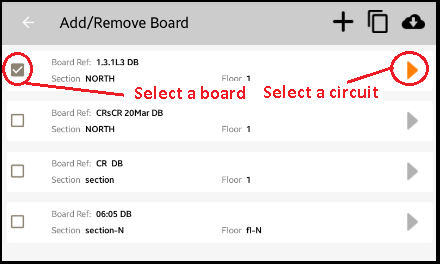 Add/Remove Board
Board Ref: 1.3.1L3 DB
Section NORTH Floor 1
Select a board Select a circuit
Board Ref: CRsCR 20Mar DB
Section NORTH Floor 1
Board Ref: CR DB
Section section Floor 1
Board Ref: 06:05 DB
Section section-N Floor fl-N